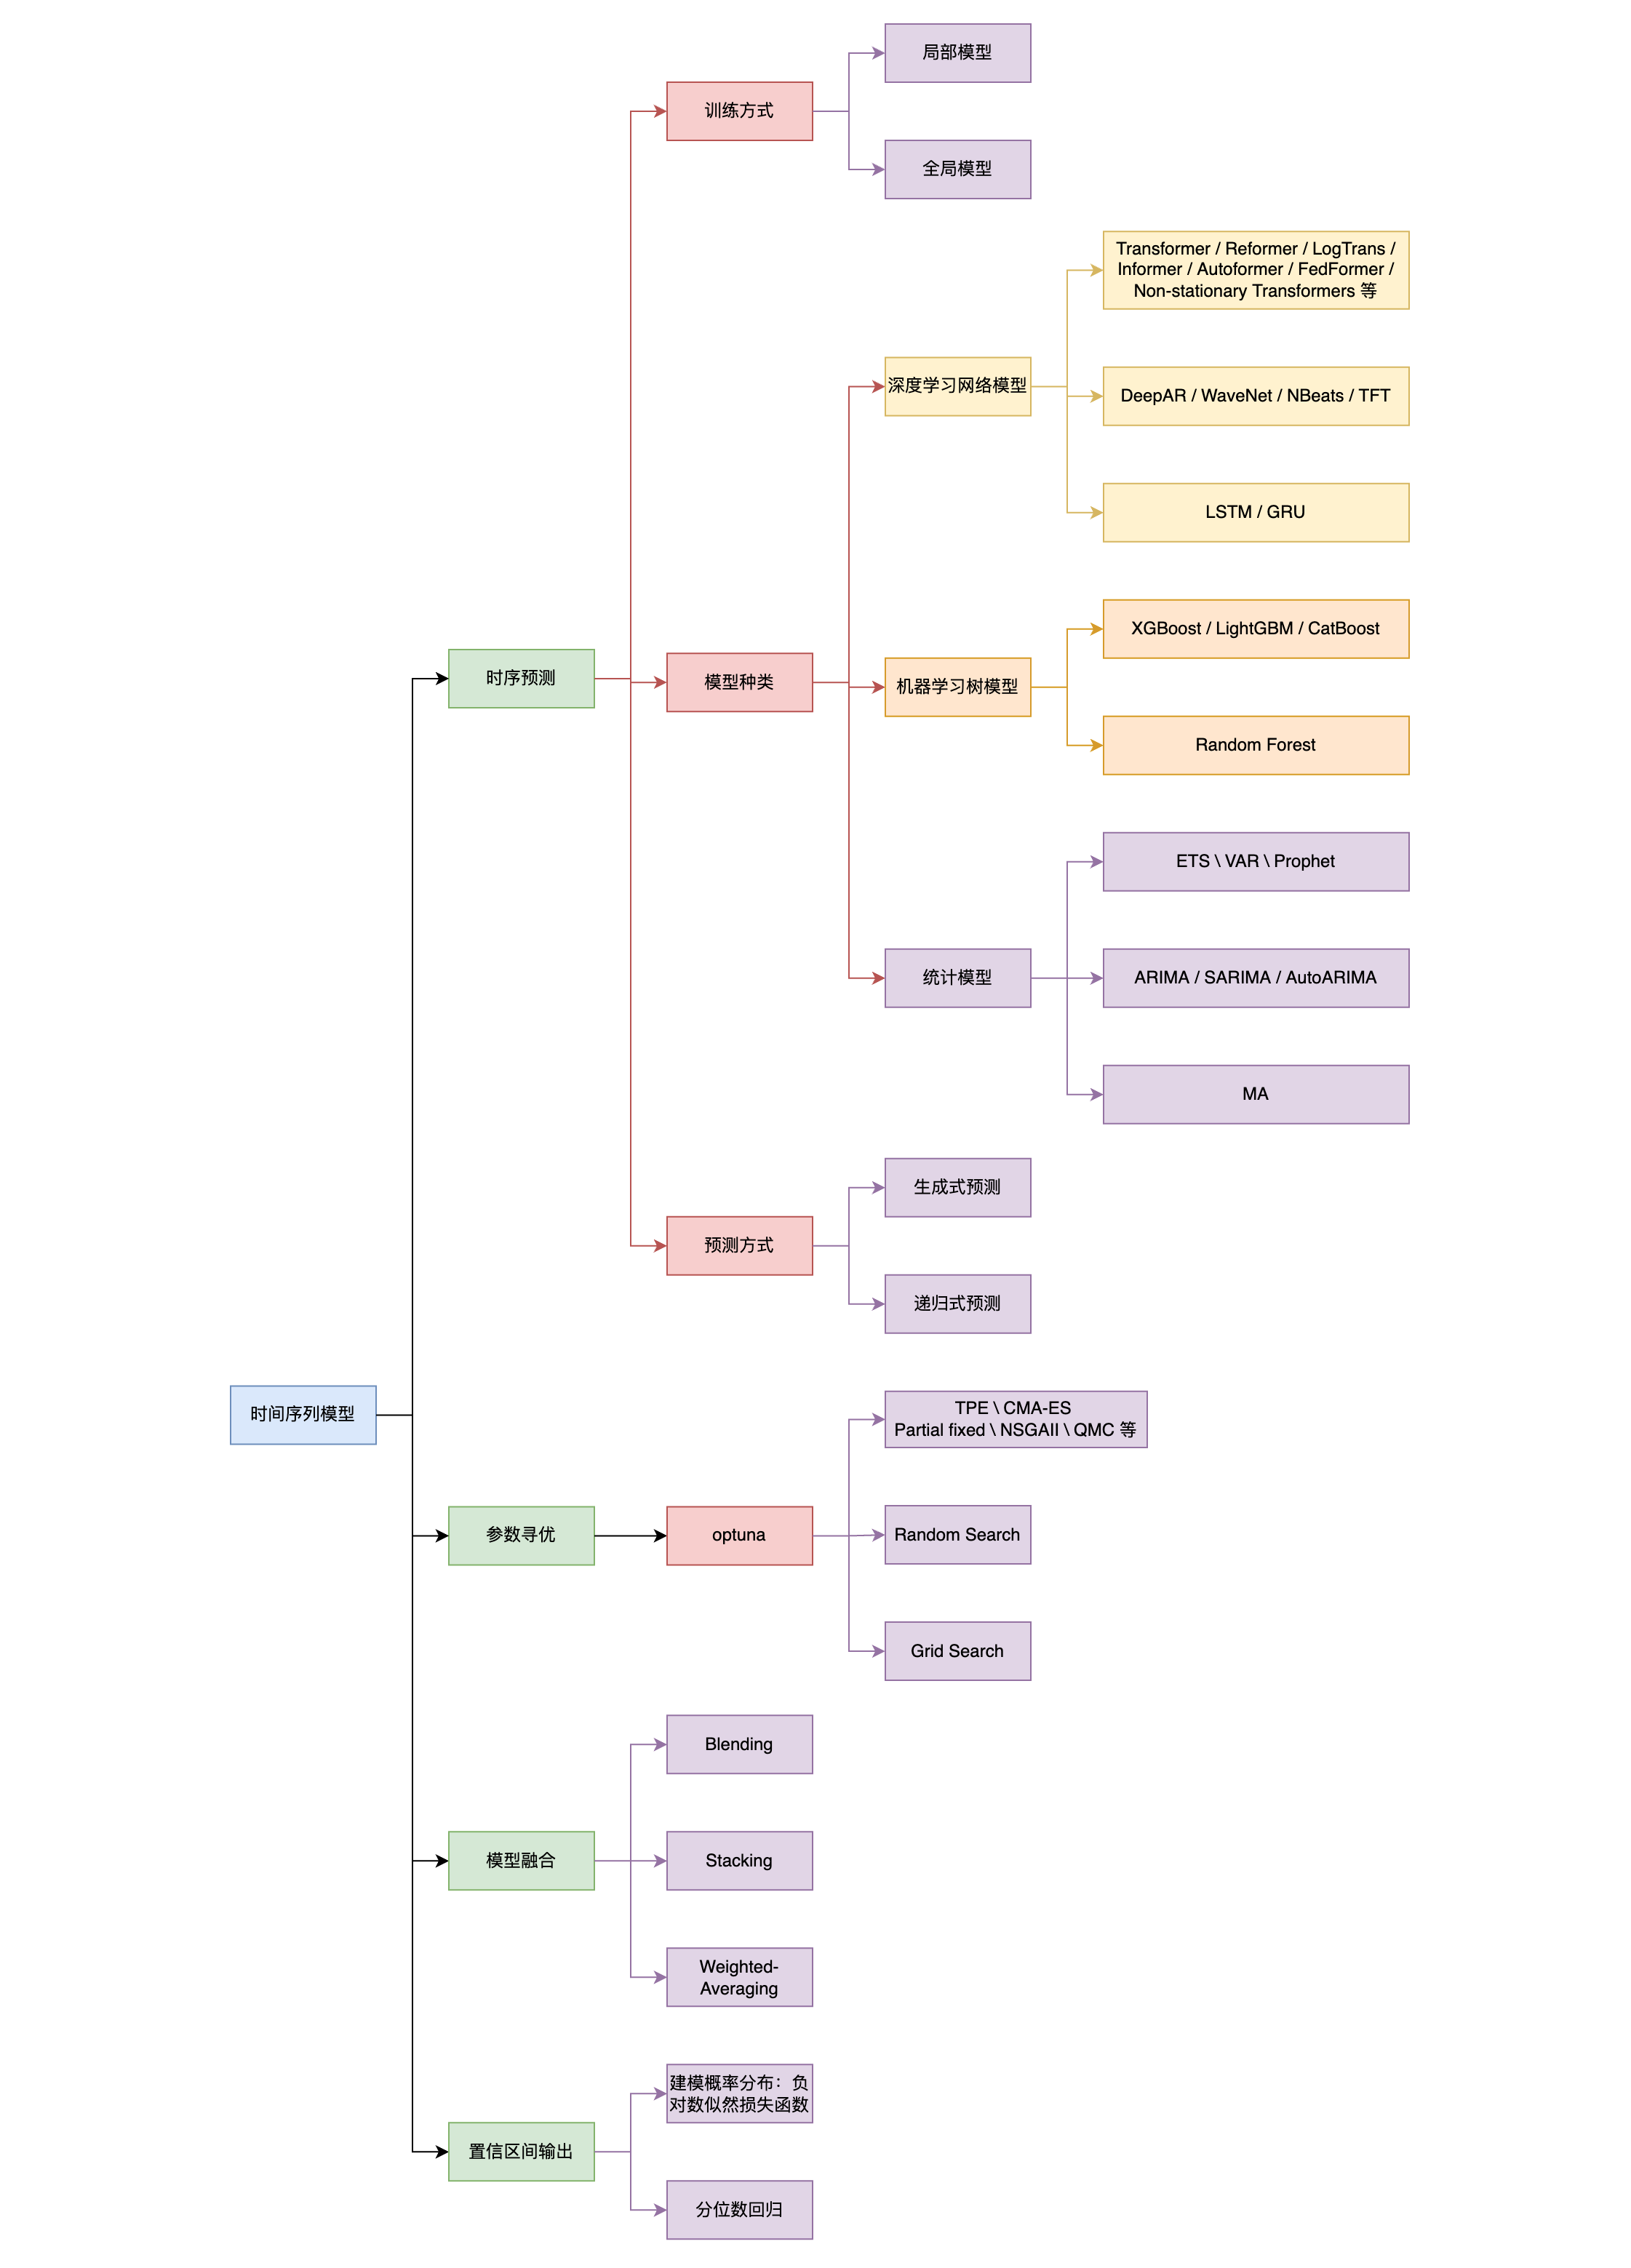 局部模型
训练方式
全局模型
Transformer / Reformer / LogTrans /
Informer / Autoformer / FedFormer /
Non-stationary Transformers 等
深度学习网络模型
DeepAR / WaveNet / NBeats / TFT
LSTM / GRU
XGBoost / LightGBM / CatBoost
时序预测
模型种类
机器学习树模型
Random Forest
ETS \ VAR \ Prophet
统计模型
ARIMA / SARIMA / AutoARIMA
MA
生成式预测
预测方式
递归式预测
时间序列模型
TPE \ CMA-ES
Partial fixed \ NSGAII \ QMC 等
参数寻优
optuna
Random Search
Grid Search
Blending
模型融合
Stacking
Weighted-
Averaging
建模概率分布：负
对数似然损失函数
置信区间输出
分位数回归